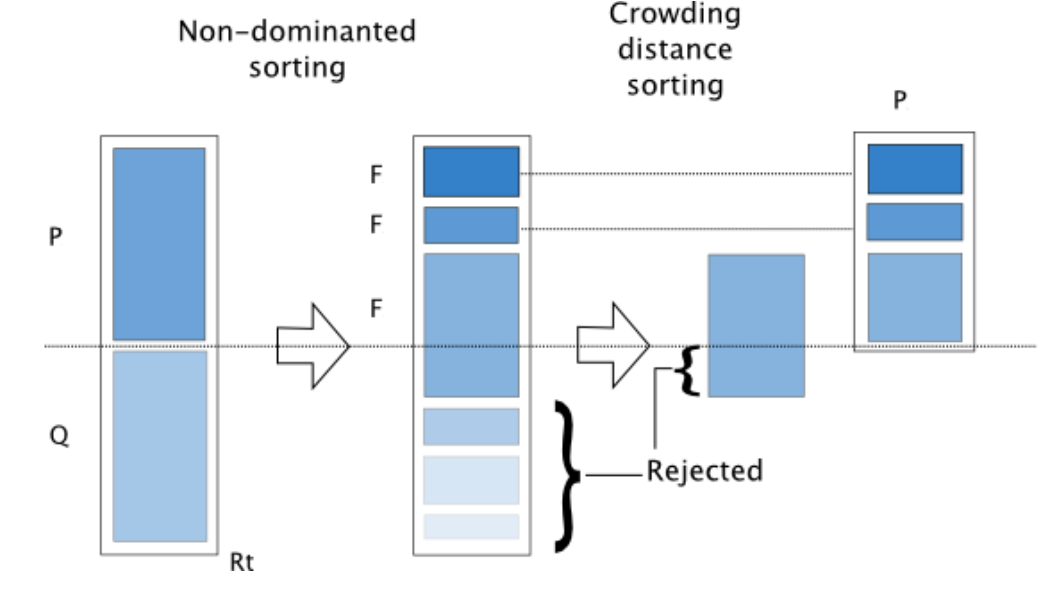 Non-dominanted
sorting
Crowding
distance
sorting
P
F
F
P
F
Q
Rejected
Rt